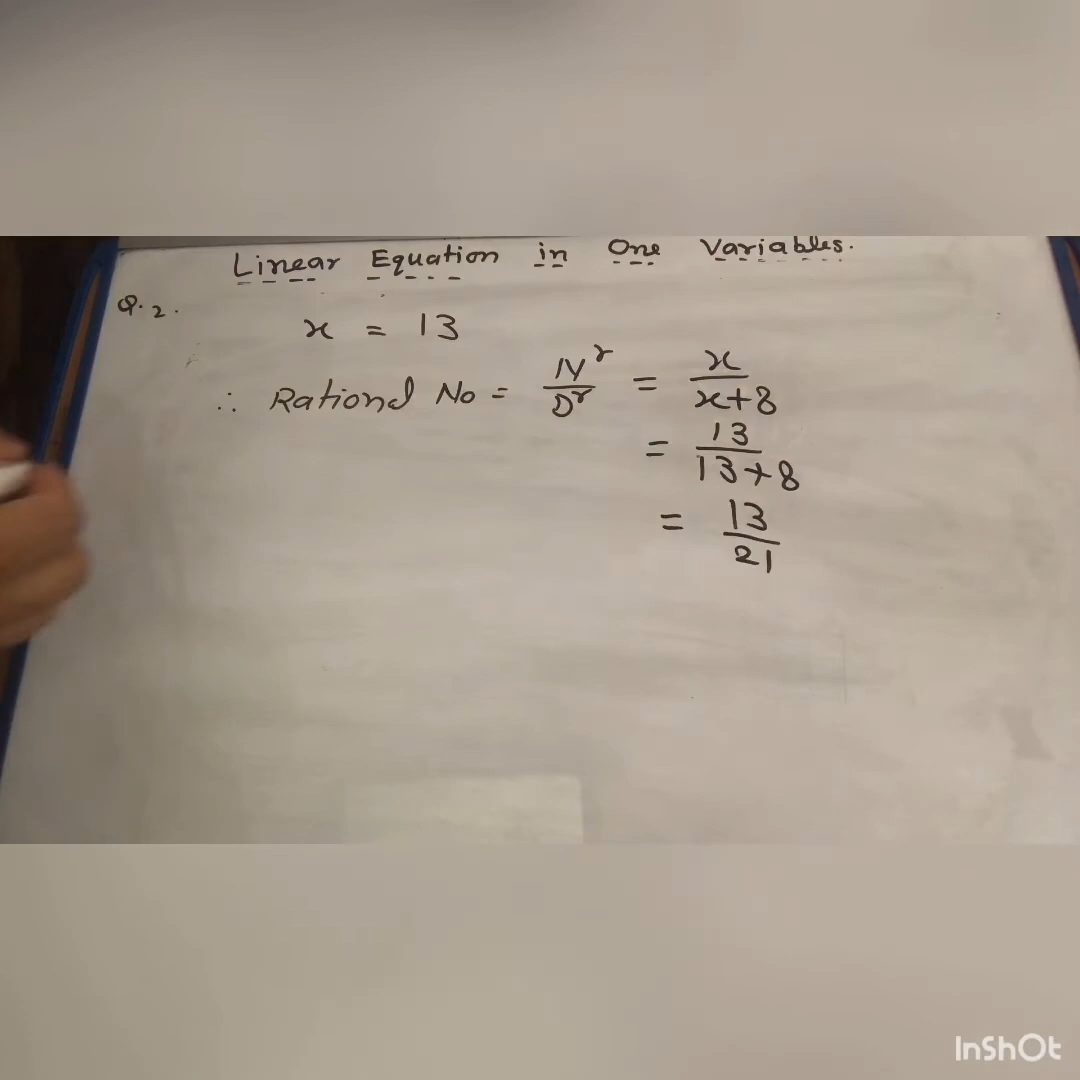 Linear Equation in One Variables.
Q.2.
x = 13
∴ Rational No = Nʳ/Dʳ = x/x+8
= 13/13+8
= 13/21
InShOt